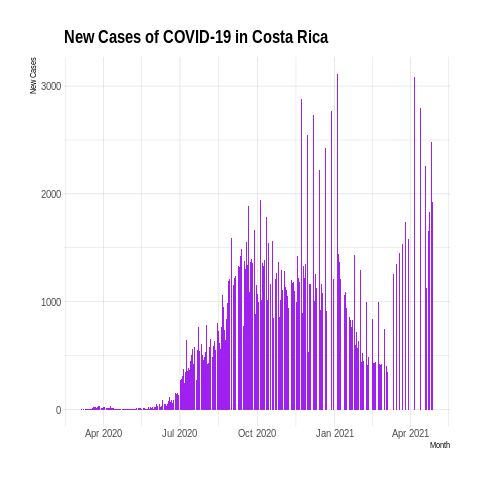 New Cases of COVID-19 in Costa Rica
New Cases
3000
2000
1000
0
Apr 2020
Jul 2020
Oct 2020
Jan 2021
Apr 2021
Month